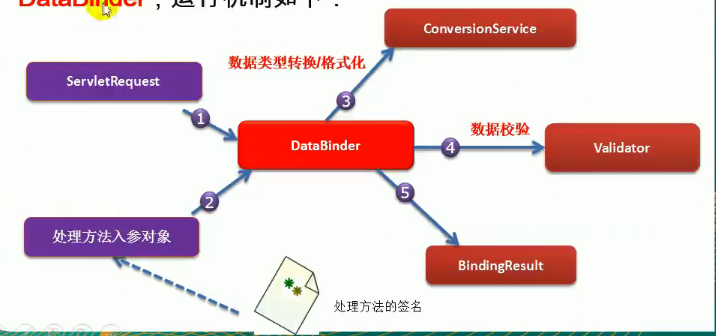 DataBinder，运行机制如下：
ConversionService
数据类型转换/格式化
ServletRequest
3
1
DataBinder
数据校验
4
Validator
2
5
处理方法入参对象
BindingResult
处理方法的签名